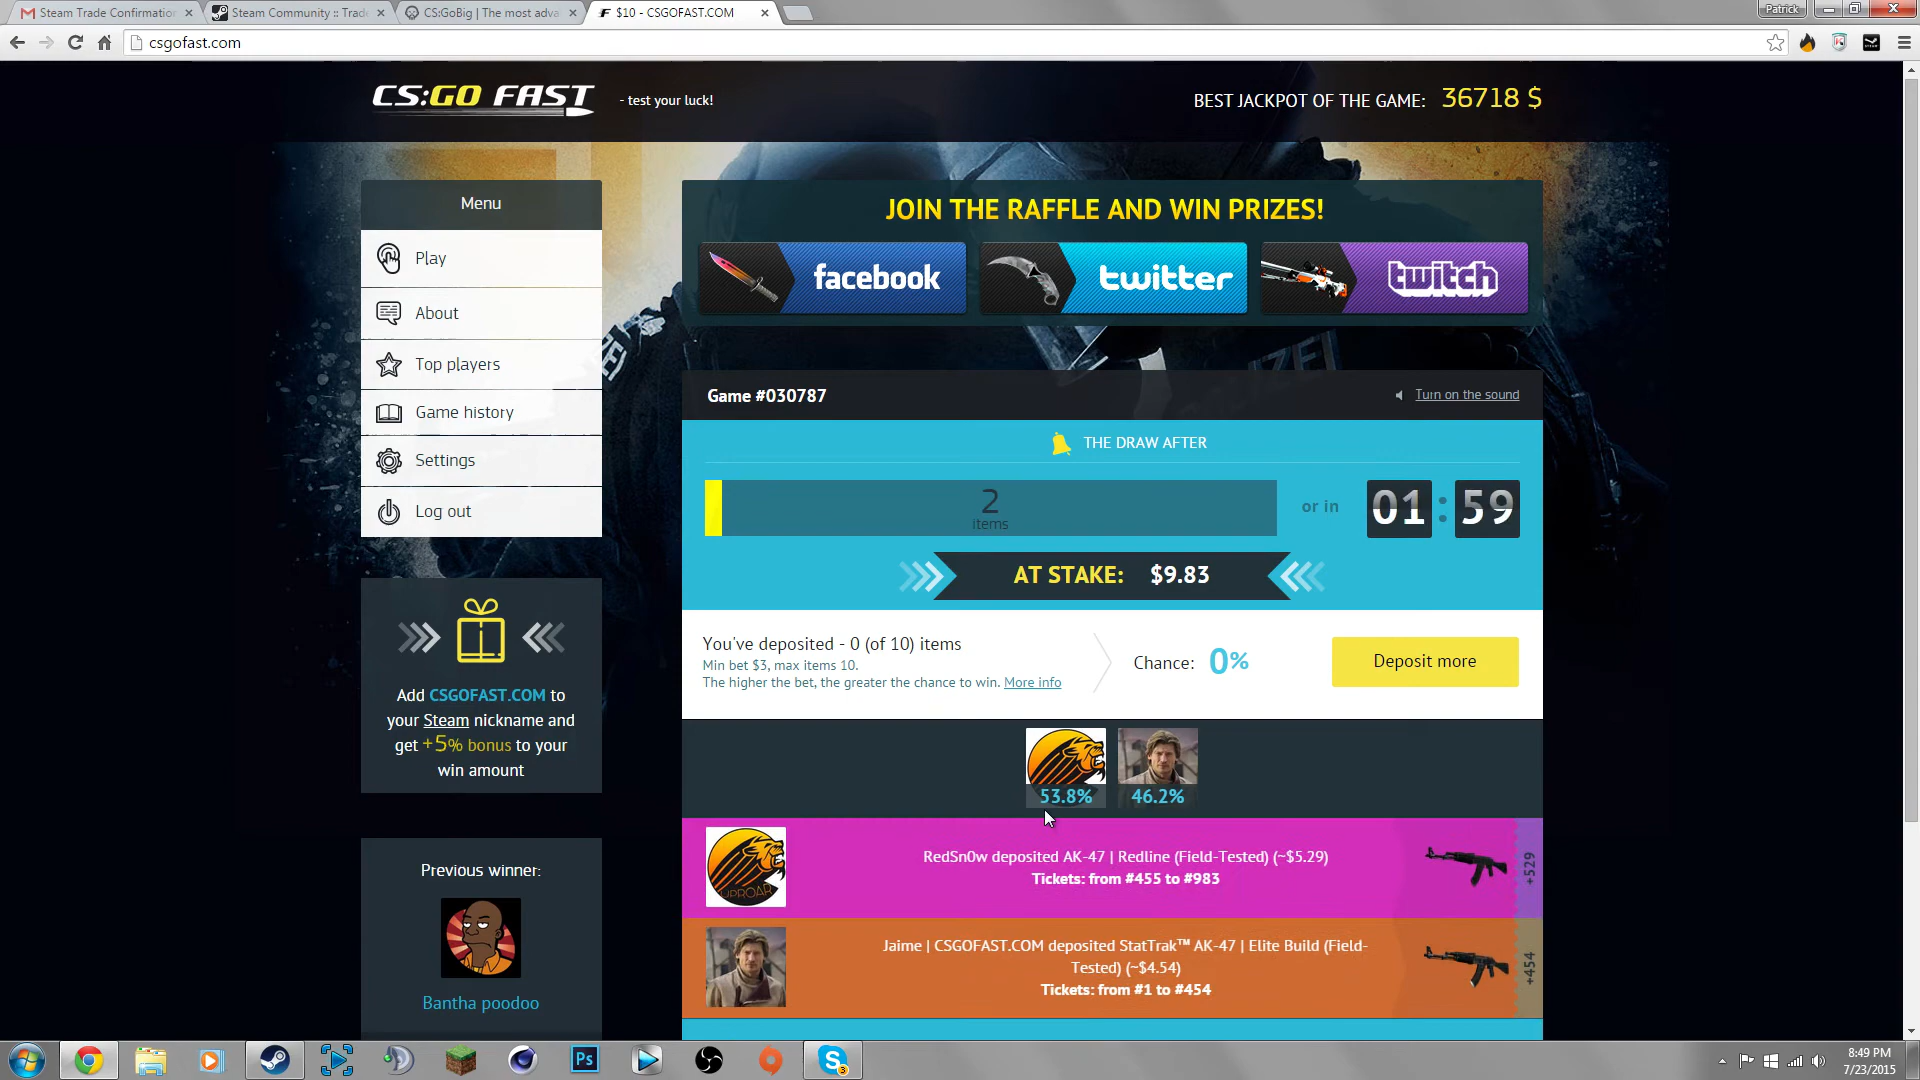 Steam Trade Confirmation
Steam Community :: Trade
CS:GoBig | The most adva
$10 - CSGOFAST.COM
Patrick
csgofast.com
CS:GO FAST
- test your luck!
BEST JACKPOT OF THE GAME: 36718 $
Menu
Play
About
Top players
Game history
Settings
Log out
JOIN THE RAFFLE AND WIN PRIZES!
facebook
twitter
twitch
POLIZEI
Game #030787
Turn on the sound
THE DRAW AFTER
2
items
or in
01 : 59
AT STAKE: $9.83
You've deposited - 0 (of 10) items
Min bet $3, max items 10.
The higher the bet, the greater the chance to win. More info
Chance: 0%
Deposit more
53.8%
46.2%
RedSn0w deposited AK-47 | Redline (Field-Tested) (~$5.29)
Tickets: from #455 to #983
+529
UPROAR
Jaime | CSGOFAST.COM deposited StatTrak™ AK-47 | Elite Build (Field-
Tested) (~$4.54)
Tickets: from #1 to #454
+454
Add CSGOFAST.COM to
your Steam nickname and
get +5% bonus to your
win amount
Previous winner:
Bantha poodoo
Ps
3
8:49 PM
7/23/2015